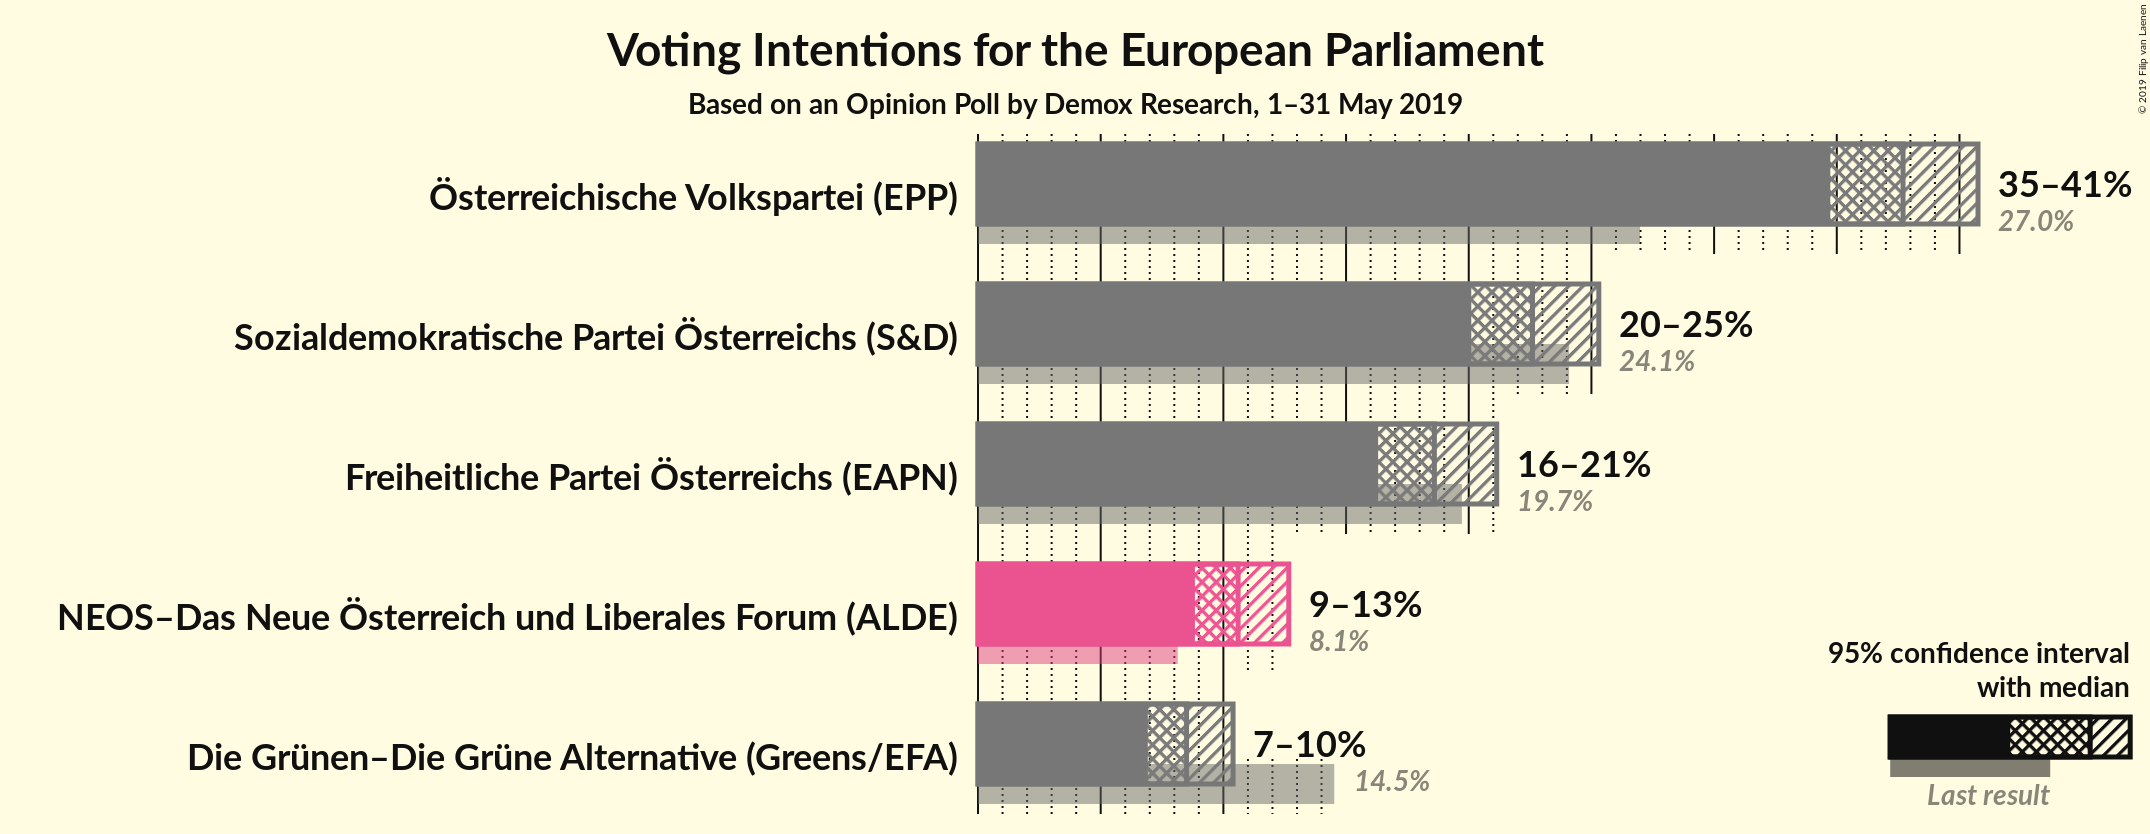 Voting Intentions for the European Parliament
Based on an Opinion Poll by Demox Research, 1–31 May 2019
© 2019 Filip van Laenen
Österreichische Volkspartei (EPP)
35–41%
27.0%
Sozialdemokratische Partei Österreichs (S&D)
20–25%
24.1%
Freiheitliche Partei Österreichs (EAPN)
16–21%
19.7%
NEOS–Das Neue Österreich und Liberales Forum (ALDE)
9–13%
8.1%
Die Grünen–Die Grüne Alternative (Greens/EFA)
7–10%
14.5%
95% confidence interval
with median
Last result